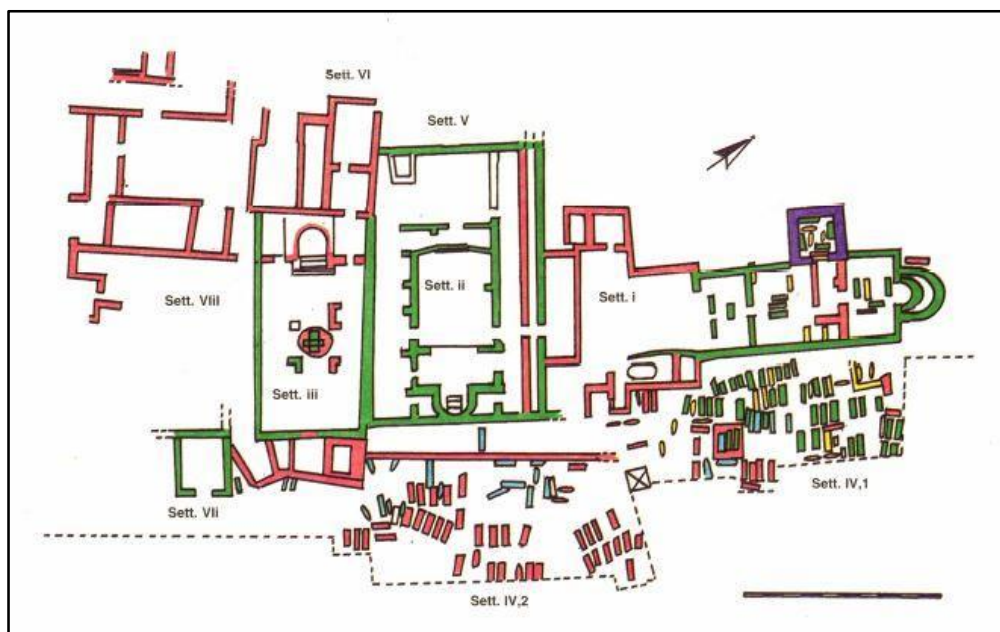 Sett. VI
Sett. V
Sett. ii
Sett. i
Sett. VIII
Sett. iii
Sett. VIi
Sett. IV,1
Sett. IV,2